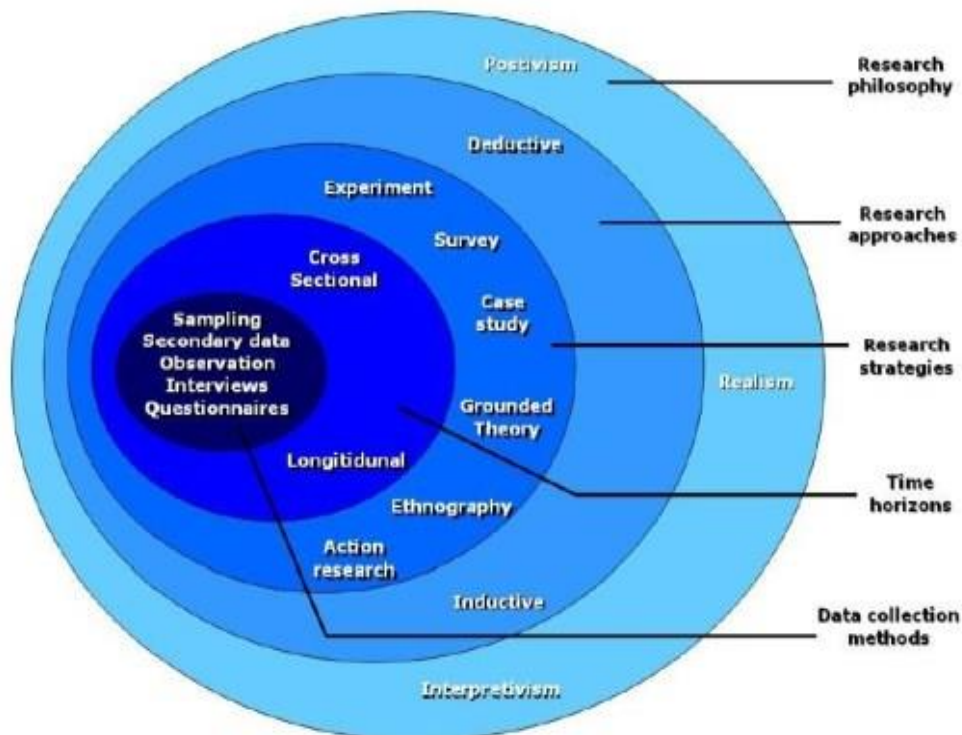 Postivism
Research
philosophy
Deductive
Experiment
Research
approaches
Survey
Cross
Sectional
Case
study
Sampling
Secondary data
Observation
Interviews
Questionnaires
Research
strategies
Realism
Grounded
Theory
Longitidunal
Time
horizons
Ethnography
Action
research
Inductive
Data collection
methods
Interpretivism